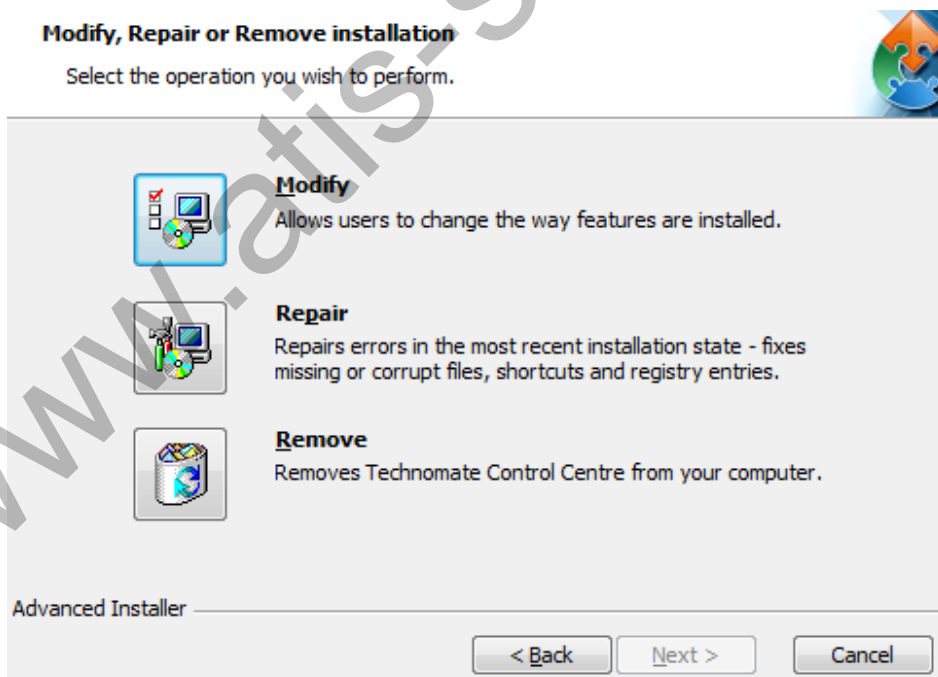 Modify, Repair or Remove installation
Select the operation you wish to perform.
Modify
Allows users to change the way features are installed.
Repair
Repairs errors in the most recent installation state - fixes
missing or corrupt files, shortcuts and registry entries.
Remove
Removes Technomate Control Centre from your computer.
Advanced Installer
< Back
Next >
Cancel
www.atis-s